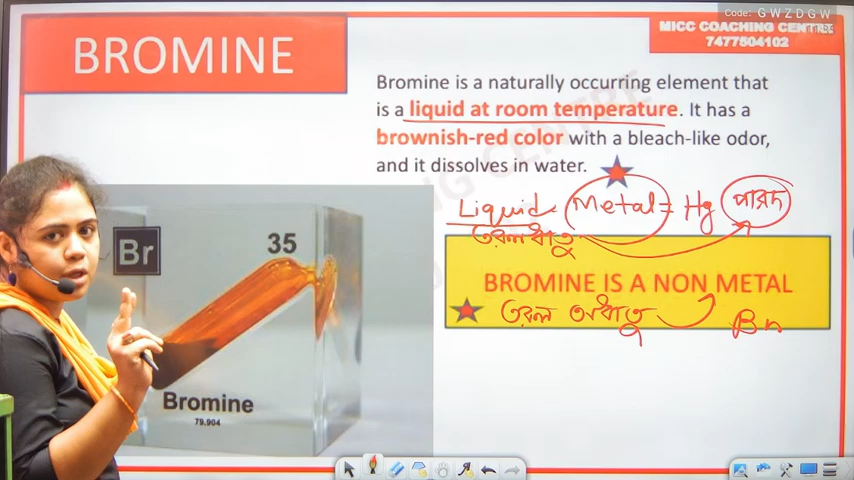 Code: G W Z D G W
BROMINE
MICC COACHING CENTRE
7477504102
Bromine is a naturally occurring element that
is a liquid at room temperature. It has a
brownish-red color with a bleach-like odor,
and it dissolves in water.
Liquid Metal = Hg পারদ
তরল ধাতু
Br
35
BROMINE IS A NON METAL
তরল অধাতু
Br
Bromine
79.904